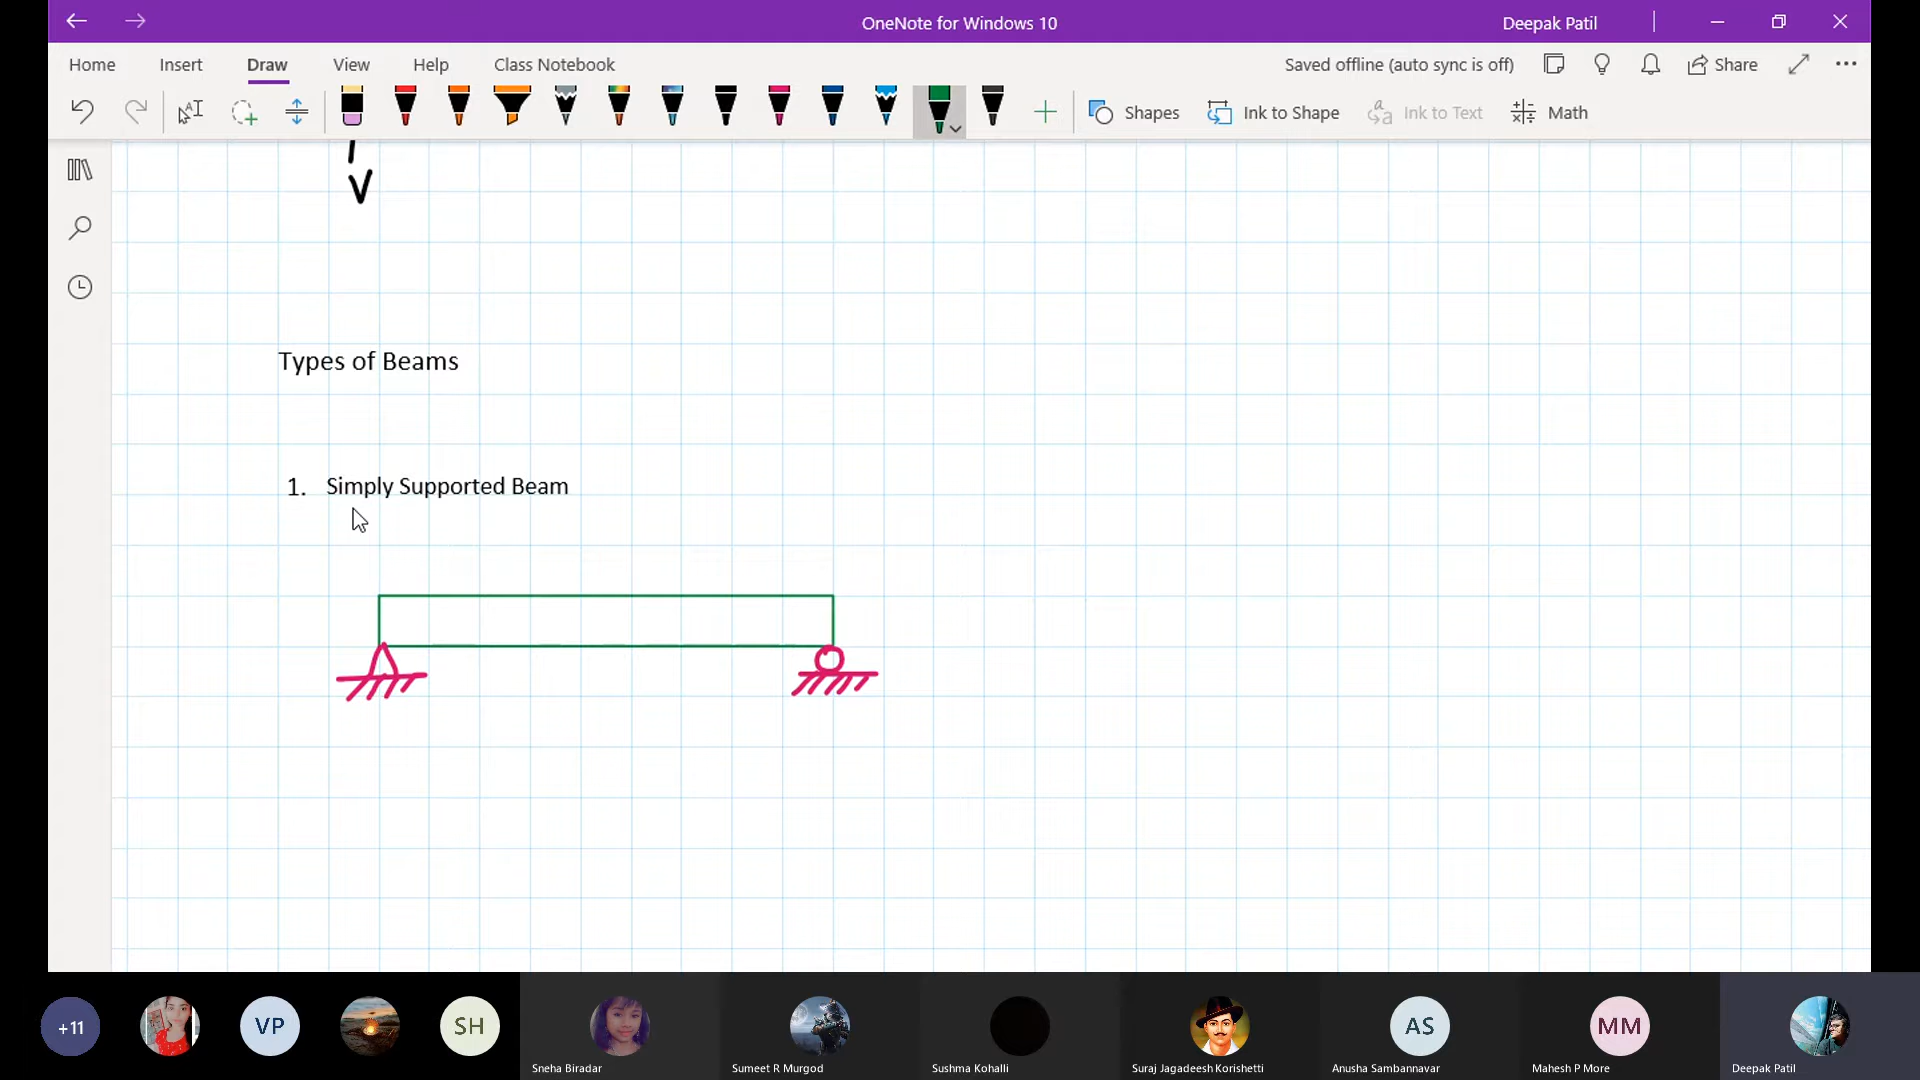 OneNote for Windows 10
Deepak Patil
Home Insert Draw View Help Class Notebook
Saved offline (auto sync is off)
Share
Shapes
Ink to Shape
Ink to Text
Math
V
Types of Beams
1. Simply Supported Beam
+11
VP
SH
AS
MM
Sneha Biradar
Sumeet R Murgod
Sushma Kohalli
Suraj Jagadeesh Korishetti
Anusha Sambannavar
Mahesh P More
Deepak Patil